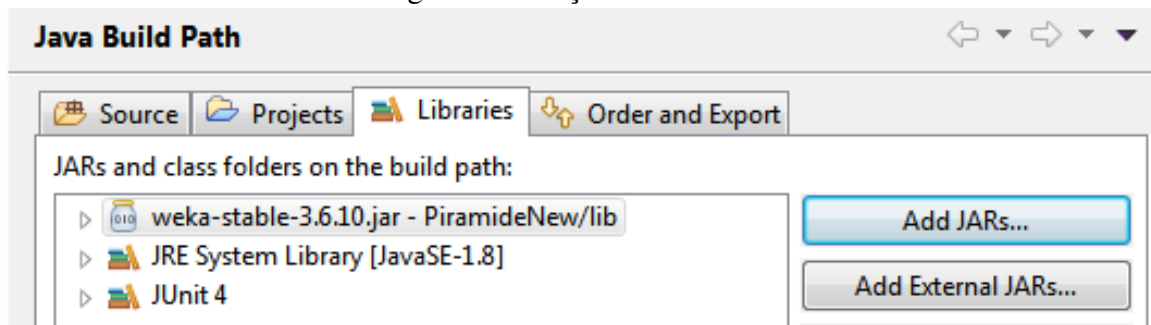 Java Build Path
Source Projects Libraries Order and Export
JARs and class folders on the build path:
weka-stable-3.6.10.jar - PiramideNew/lib
Add JARs...
JRE System Library [JavaSE-1.8]
JUnit 4
Add External JARs...